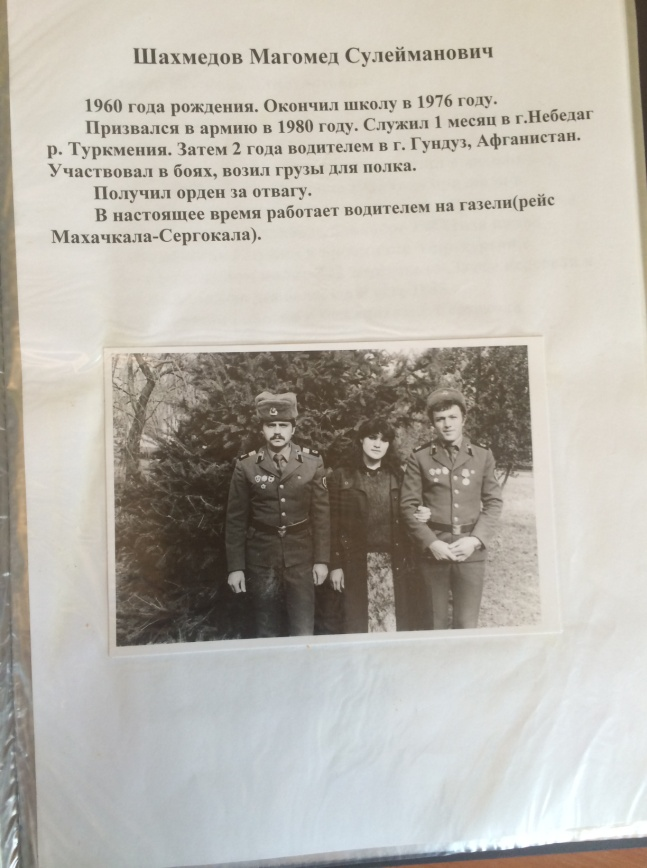 Шахмедов Магомед Сулейманович
1960 года рождения. Окончил школу в 1976 году.
Призвался в армию в 1980 году. Служил 1 месяц в г.Небедаг
р. Туркмения. Затем 2 года водителем в г. Гундуз, Афганистан.
Участвовал в боях, возил грузы для полка.
Получил орден за отвагу.
В настоящее время работает водителем на газели(рейс
Махачкала-Сергокала).